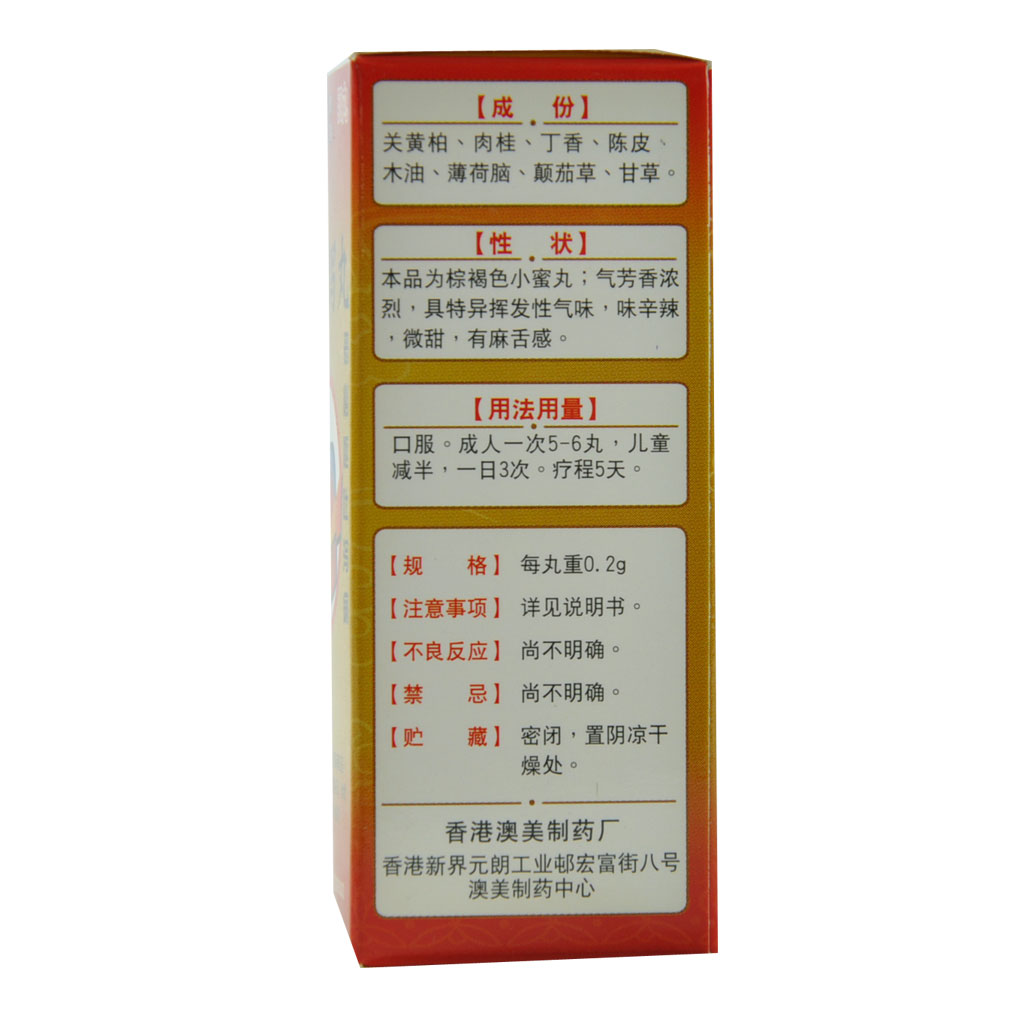 【成 份】
关黄柏、肉桂、丁香、陈皮、
木油、薄荷脑、颠茄草、甘草。
【性 状】
本品为棕褐色小蜜丸；气芳香浓
烈，具特异挥发性气味，味辛辣
，微甜，有麻舌感。
【用法用量】
口服。成人一次5-6丸，儿童
减半，一日3次。疗程5天。
【规 格】 每丸重0.2g
【注意事项】 详见说明书。
【不良反应】 尚不明确。
【禁 忌】 尚不明确。
【贮 藏】 密闭，置阴凉干
燥处。
香港澳美制药厂
香港新界元朗工业邨宏富街八号
澳美制药中心